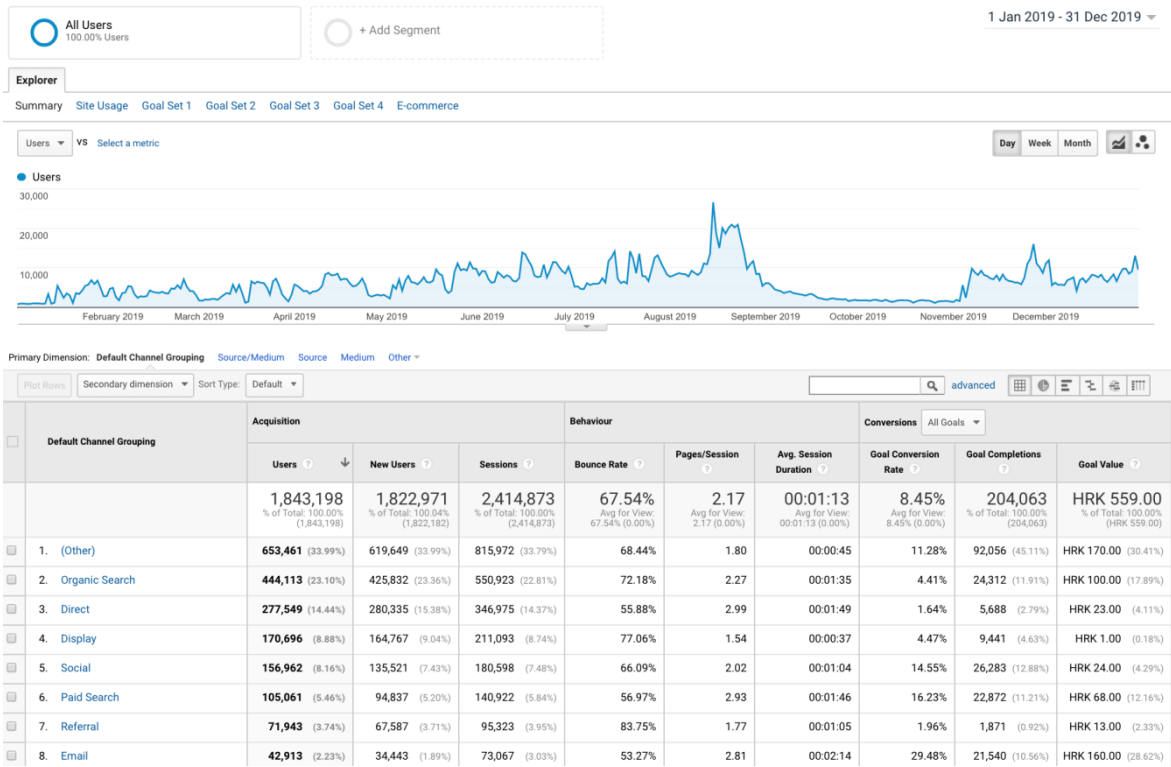 All Users
100.00% Users
+ Add Segment
1 Jan 2019 - 31 Dec 2019
Explorer
Summary Site Usage Goal Set 1 Goal Set 2 Goal Set 3 Goal Set 4 E-commerce
Users VS Select a metric
Day Week Month
Users
30,000
20,000
10,000
February 2019 March 2019 April 2019 May 2019 June 2019 July 2019 August 2019 September 2019 October 2019 November 2019 December 2019
Primary Dimension: Default Channel Grouping Source/Medium Source Medium Other
Plot Rows Secondary dimension Sort Type: Default advanced
Acquisition Behaviour Conversions All Goals
Default Channel Grouping
Users ? New Users ? Sessions ? Bounce Rate ? Pages/Session ? Avg. Session Duration ? Goal Conversion Rate ? Goal Completions ? Goal Value ?
1,843,198 1,822,971 2,414,873 67.54% 2.17 00:01:13 8.45% 204,063 HRK 559.00
% of Total: 100.00% % of Total: 100.04% % of Total: 100.00% Avg for View: Avg for View: Avg for View: Avg for View: % of Total: 100.00% % of Total: 100.00%
(1,843,198) (1,822,182) (2,414,873) 67.54% (0.00%) 2.17 (0.00%) 00:01:13 (0.00%) 8.45% (0.00%) (204,063) (HRK 559.00)
1. (Other) 653,461 (33.99%) 619,649 (33.99%) 815,972 (33.79%) 68.44% 1.80 00:00:45 11.28% 92,056 (45.11%) HRK 170.00 (30.41%)
2. Organic Search 444,113 (23.10%) 425,832 (23.36%) 550,923 (22.81%) 72.18% 2.27 00:01:35 4.41% 24,312 (11.91%) HRK 100.00 (17.89%)
3. Direct 277,549 (14.44%) 280,335 (15.38%) 346,975 (14.37%) 55.88% 2.99 00:01:49 1.64% 5,688 (2.79%) HRK 23.00 (4.11%)
4. Display 170,696 (8.88%) 164,767 (9.04%) 211,093 (8.74%) 77.06% 1.54 00:00:37 4.47% 9,441 (4.63%) HRK 1.00 (0.18%)
5. Social 156,962 (8.16%) 135,521 (7.43%) 180,598 (7.48%) 66.09% 2.02 00:01:04 14.55% 26,283 (12.88%) HRK 24.00 (4.29%)
6. Paid Search 105,061 (5.46%) 94,837 (5.20%) 140,922 (5.84%) 56.97% 2.93 00:01:46 16.23% 22,872 (11.21%) HRK 68.00 (12.16%)
7. Referral 71,943 (3.74%) 67,587 (3.71%) 95,323 (3.95%) 83.75% 1.77 00:01:05 1.96% 1,871 (0.92%) HRK 13.00 (2.33%)
8. Email 42,913 (2.23%) 34,443 (1.89%) 73,067 (3.03%) 53.27% 2.81 00:02:14 29.48% 21,540 (10.56%) HRK 160.00 (28.62%)